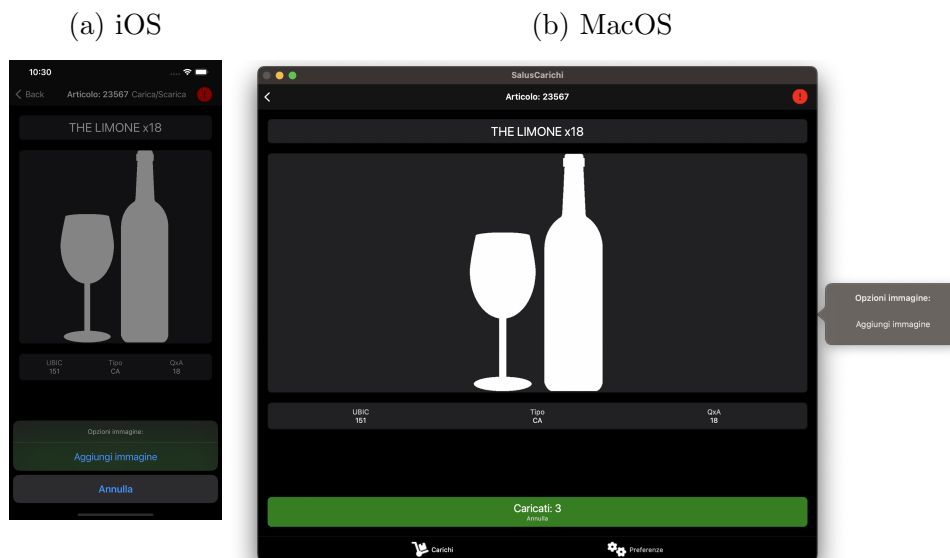 (a) iOS
(b) MacOS
10:30
Back Articolo: 23567 Carica/Scarica !
THE LIMONE x18
UBIC Tipo QxA
151 CA 18
Opzioni immagine:
Aggiungi immagine
Annulla
SalusCarichi
Articolo: 23567 !
THE LIMONE x18
UBIC Tipo QxA
151 CA 18
Caricati: 3
Annulla
Carichi Preferenze
Opzioni immagine:
Aggiungi immagine